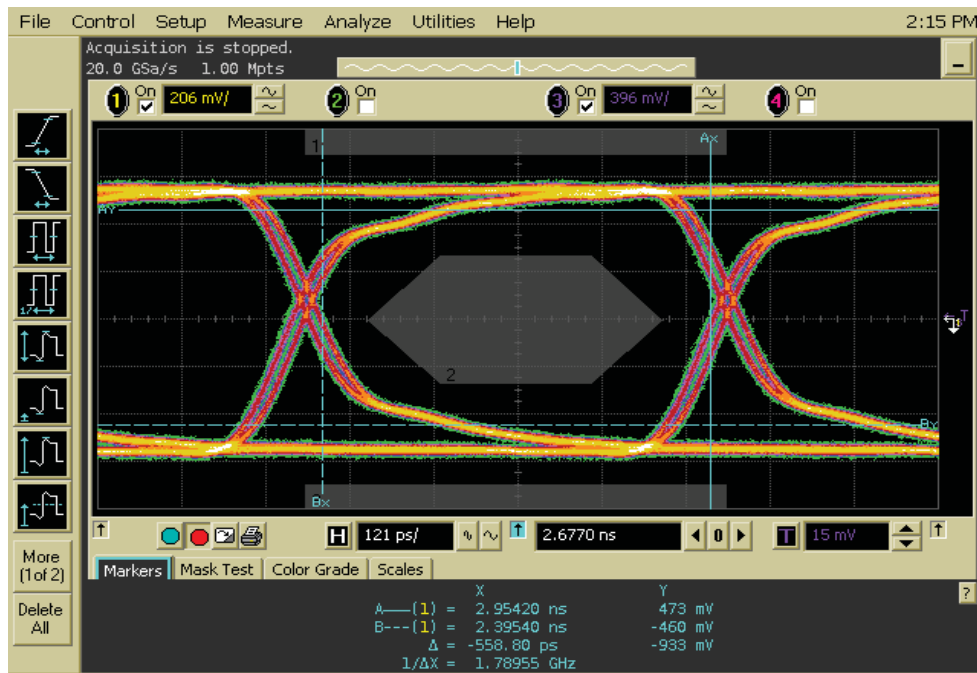 File Control Setup Measure Analyze Utilities Help 2:15 PM
Acquisition is stopped.
20.0 GSa/s 1.00 Mpts
1 On 206 mV/ 2 On 3 On 396 mV/ 4 On
1 Ax
AY
2
T
By
Bx
H 121 ps/ 2.6770 ns 0 T 15 mV
More
(1 of 2)
Delete
All
Markers Mask Test Color Grade Scales
X Y
A——(1) = 2.95420 ns 473 mV
B---(1) = 2.39540 ns -460 mV
Δ = -558.80 ps -933 mV
1/ΔX = 1.78955 GHz
?